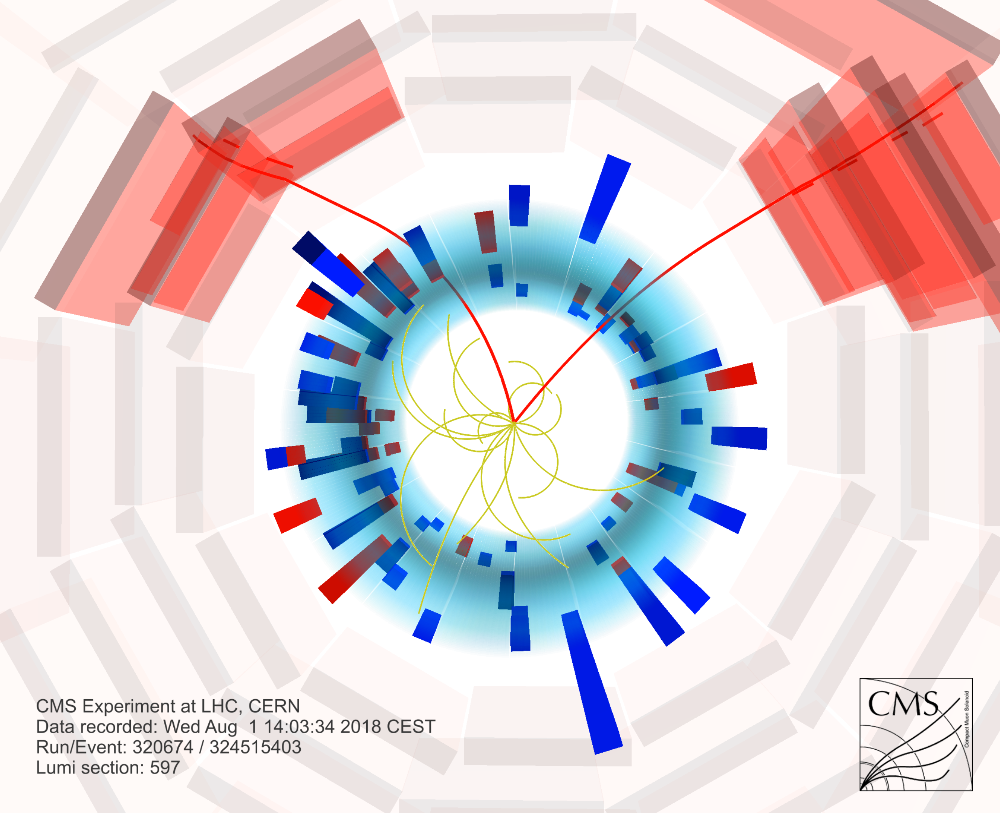 CMS Experiment at LHC, CERN
Data recorded: Wed Aug  1 14:03:34 2018 CEST
Run/Event: 320674 / 324515403
Lumi section: 597
CMS
Compact Muon Solenoid